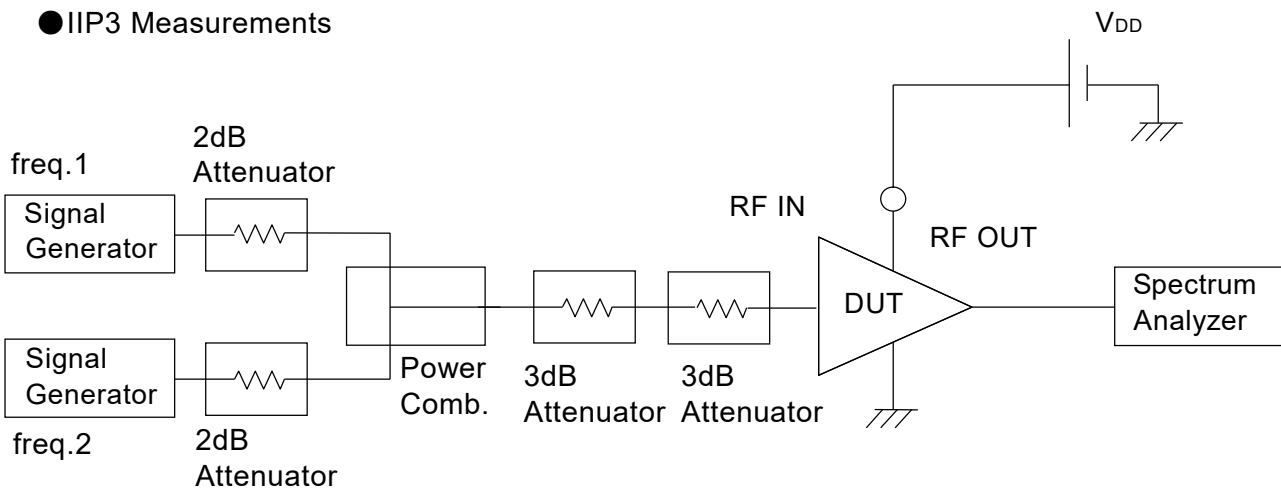 ●IIP3 Measurements
VDD
2dB
Attenuator
freq.1
Signal
Generator
RF IN
RF OUT
DUT
Spectrum
Analyzer
Signal
Generator
Power
Comb.
3dB
Attenuator
3dB
Attenuator
freq.2
2dB
Attenuator